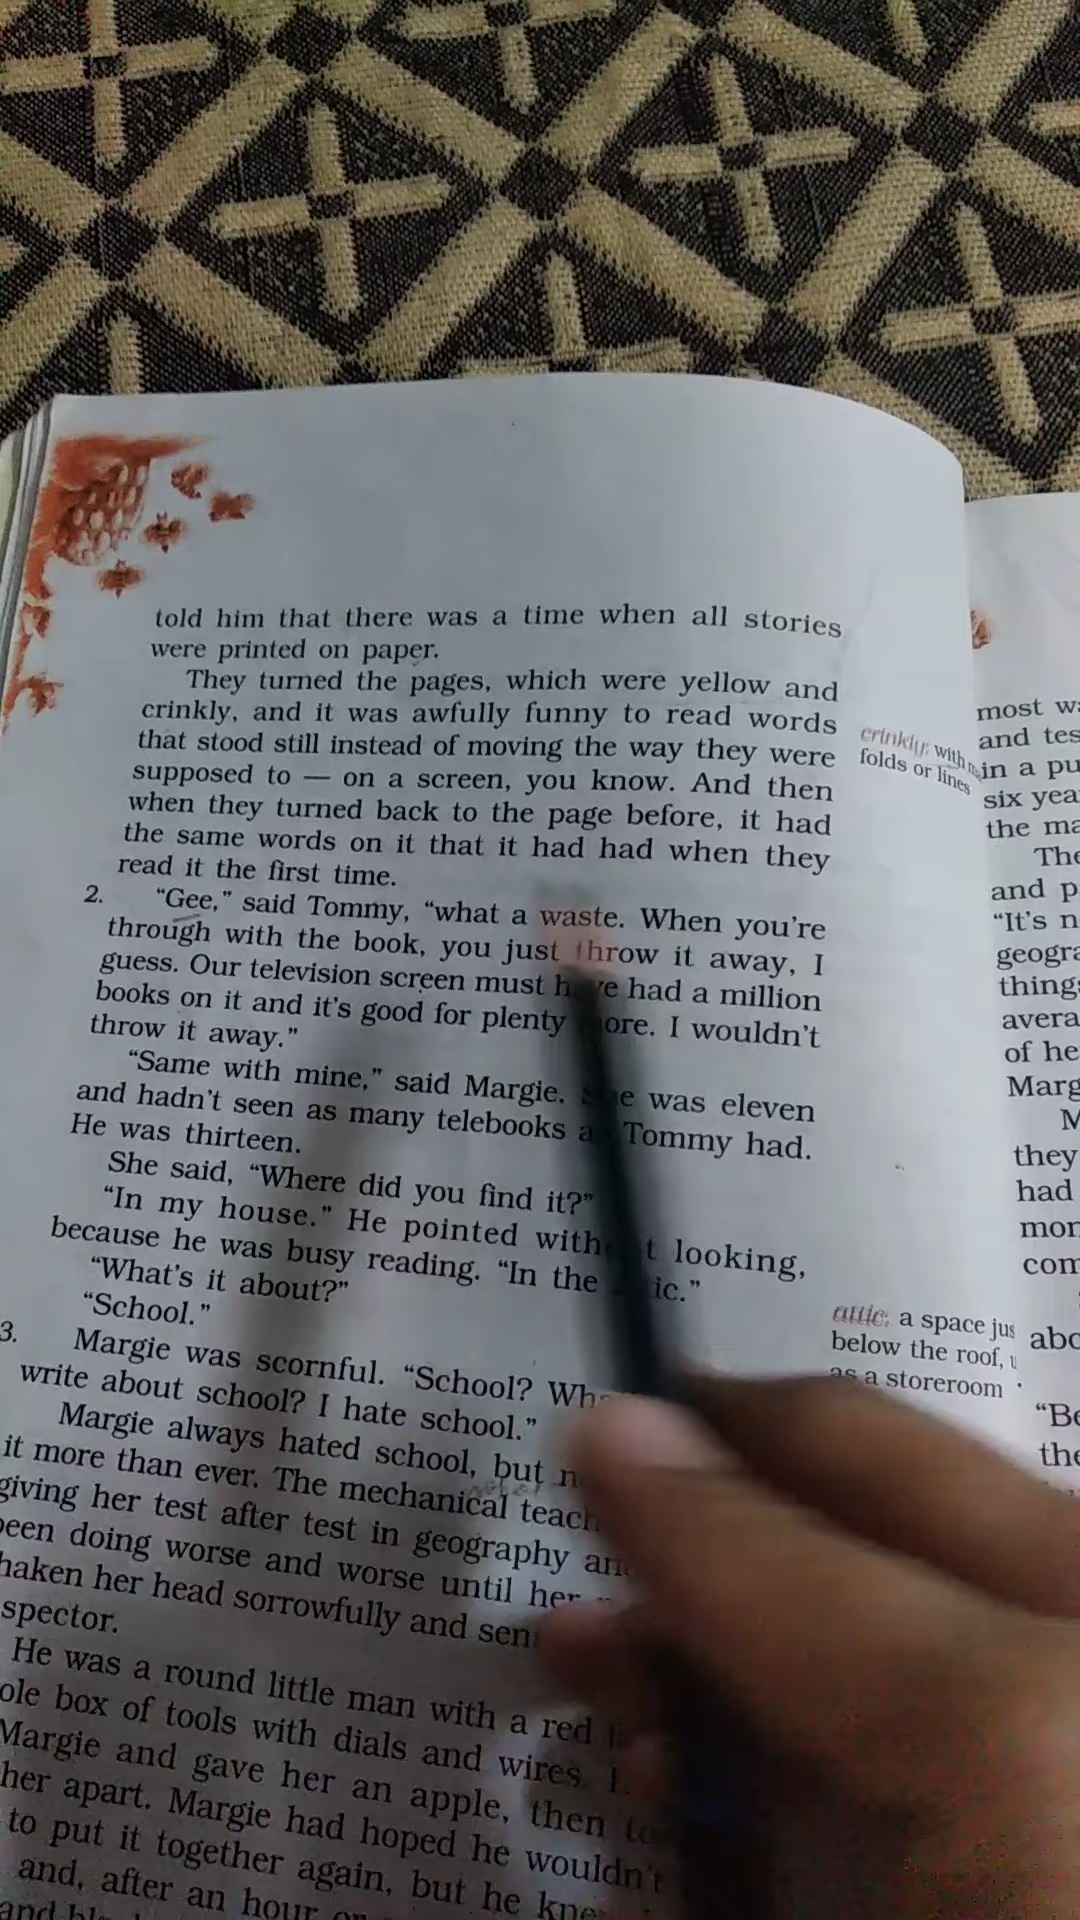 told him that there was a time when all stories
were printed on paper.
They turned the pages, which were yellow and
crinkly, and it was awfully funny to read words
that stood still instead of moving the way they were
supposed to — on a screen, you know. And then
when they turned back to the page before, it had
the same words on it that it had had when they
read it the first time.
2. “Gee,” said Tommy, “what a waste. When you're
through with the book, you just throw it away, I
guess. Our television screen must have had a million
books on it and it's good for plenty more. I wouldn't
throw it away.”
“Same with mine,” said Margie. She was eleven
and hadn't seen as many telebooks as Tommy had.
He was thirteen.
She said, “Where did you find it?”
“In my house.” He pointed without looking,
because he was busy reading. “In the attic.”
“What's it about?”
“School.”
3. Margie was scornful. “School?
write about school? I hate school.”
Margie always hated school, but
it more than ever. The mechanical
giving her test after test in geography
been doing worse and worse until her
haken her head sorrowfully and
spector.
He was a round little man with a red
ole box of tools with dials and wires.
Margie and gave her an apple, then
her apart. Margie had hoped he wouldn't
to put it together again, but he
and, after an hour
crinkly: with
folds or lines
attic: a space jus
below the roof, u
as a storeroom
most wa
and tes
in a pu
six yea
the ma
The
and p
“It's n
geogra
things
avera
of he
Marg
M
they
had
mon
com
abo
“Be
the